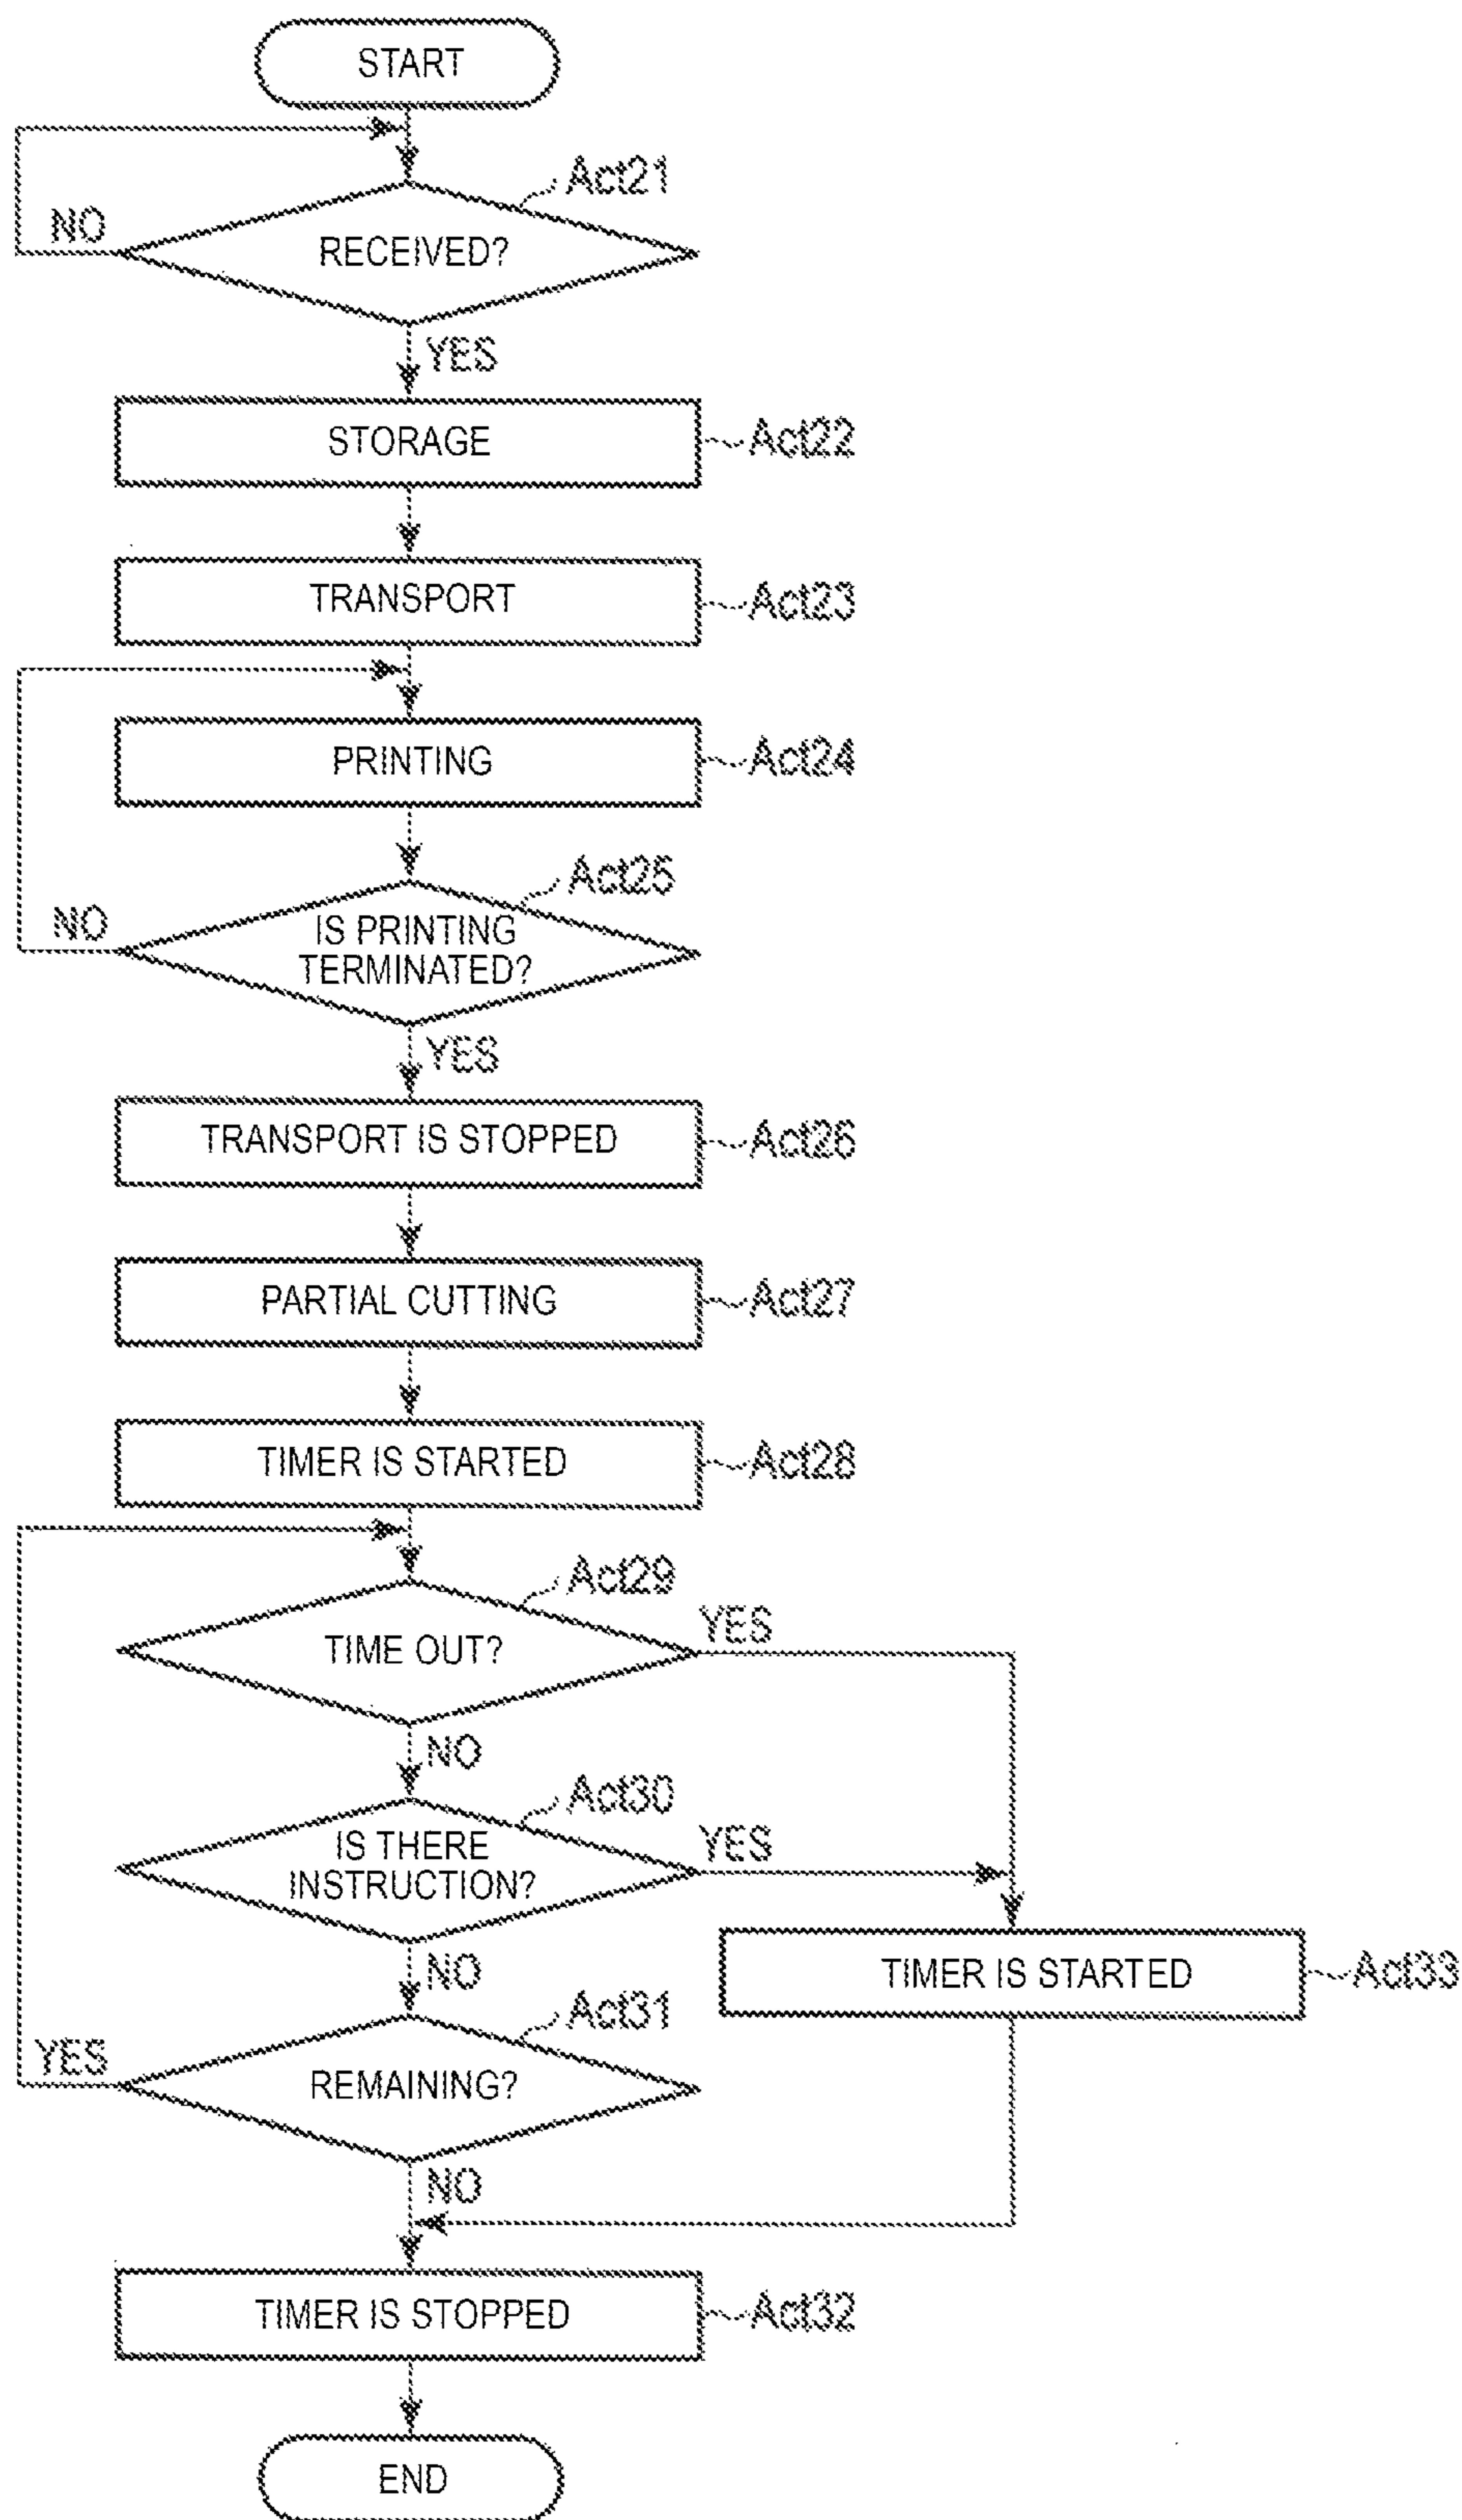 START
Act21
NO
RECEIVED?
YES
STORAGE
Act22
TRANSPORT
Act23
PRINTING
Act24
Act25
NO
IS PRINTING
TERMINATED?
YES
TRANSPORT IS STOPPED
Act26
PARTIAL CUTTING
Act27
TIMER IS STARTED
Act28
Act29
YES
TIME OUT?
NO
Act30
YES
IS THERE
INSTRUCTION?
NO
TIMER IS STARTED
Act33
Act31
YES
REMAINING?
NO
TIMER IS STOPPED
Act32
END